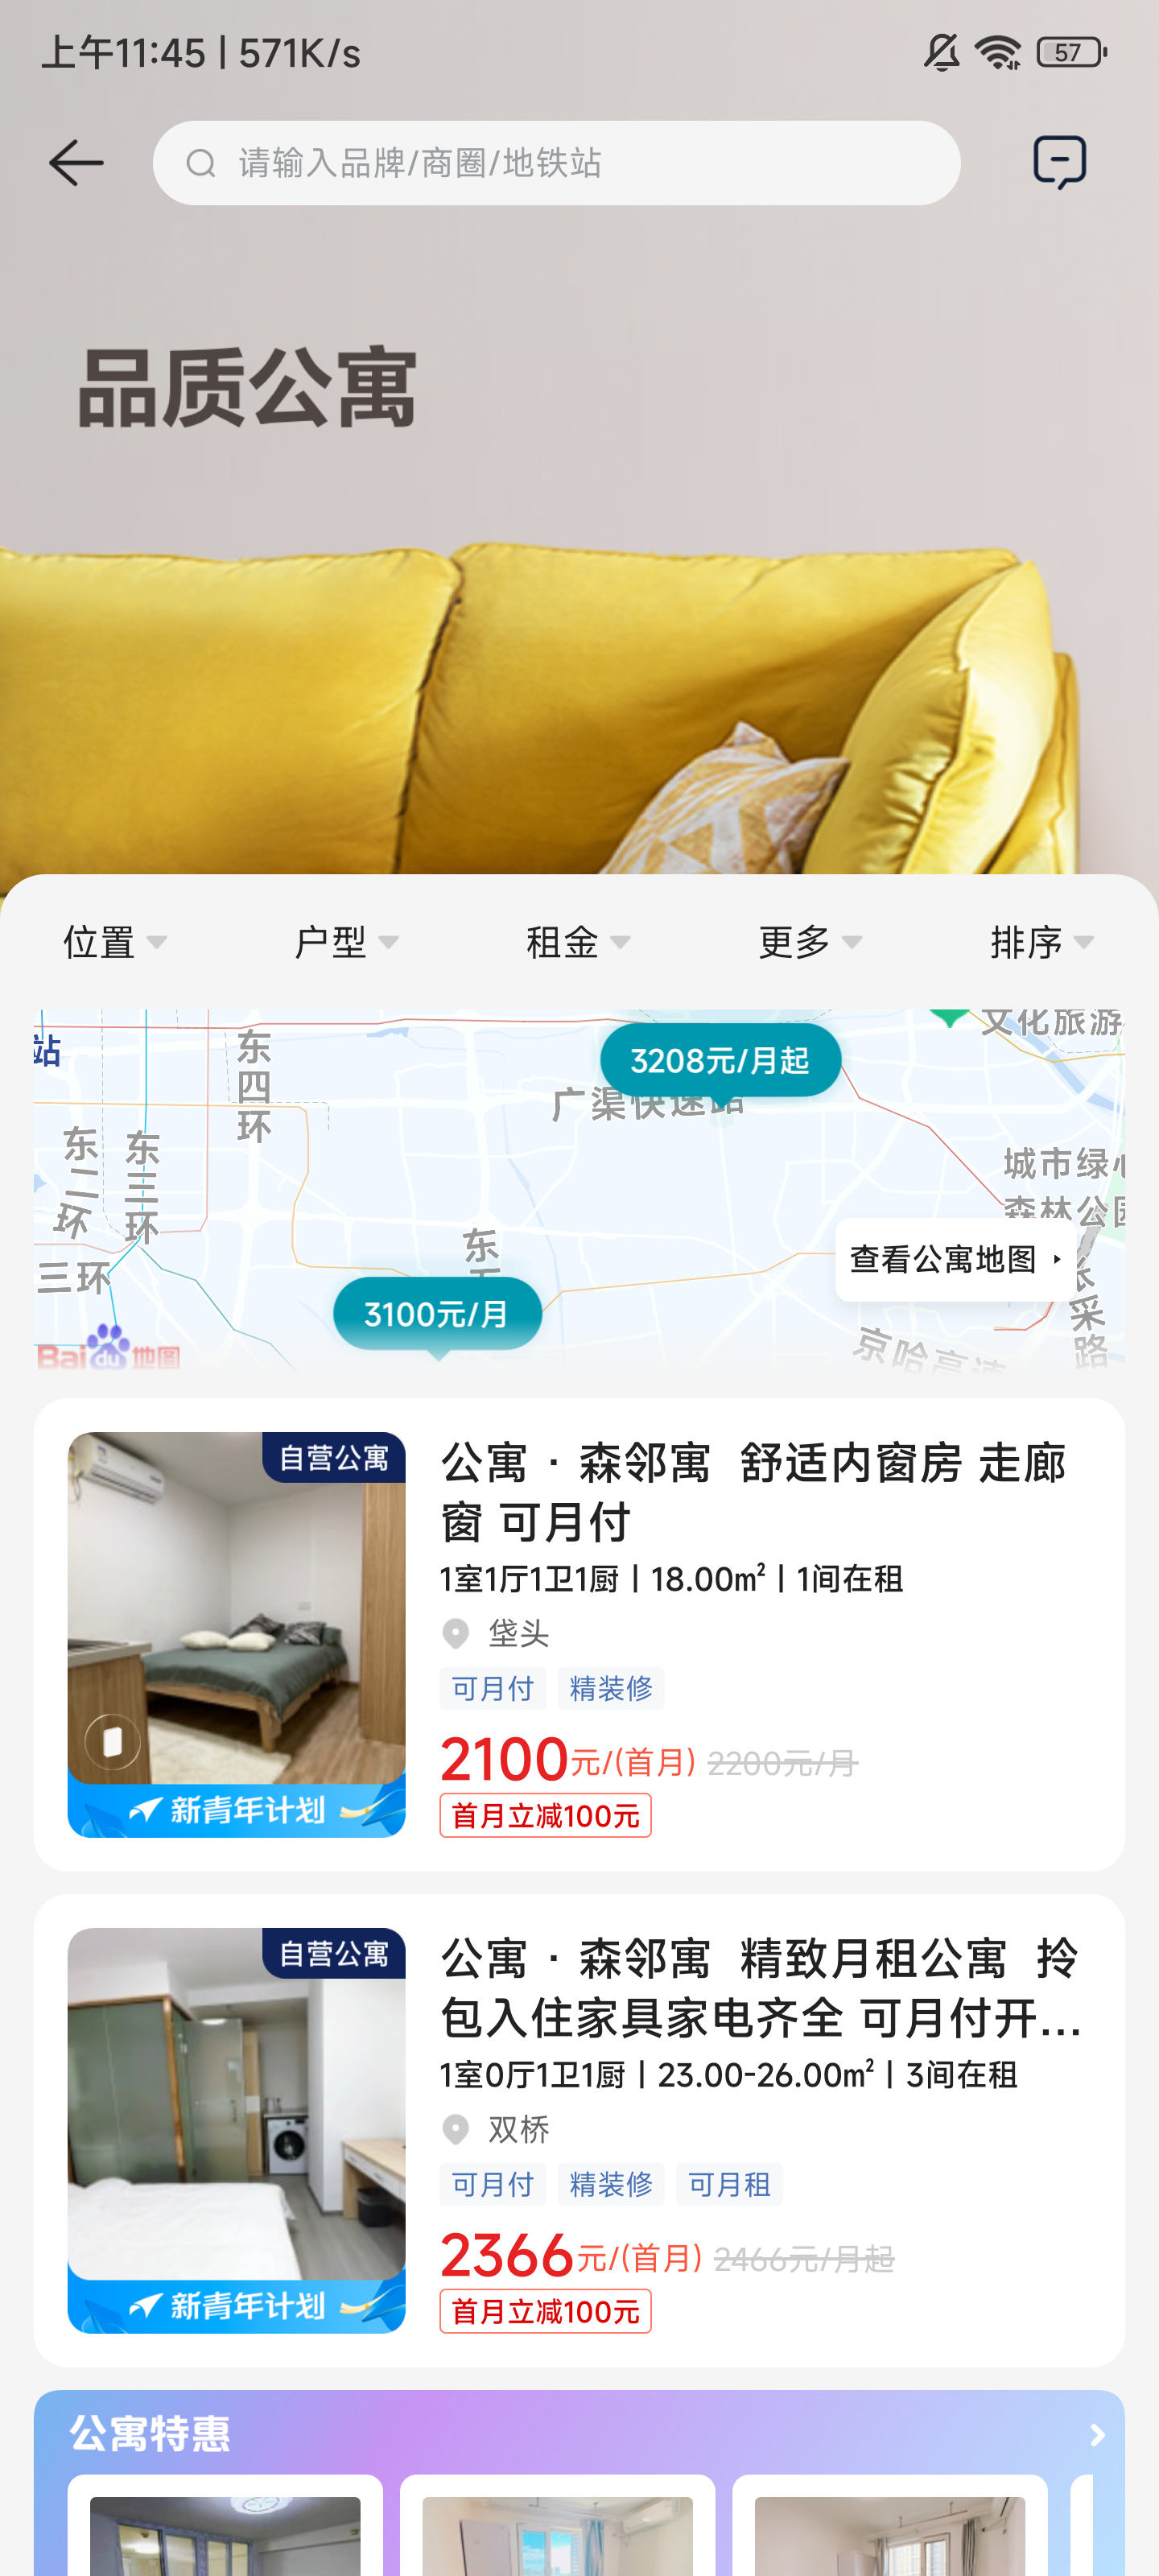 上午11:45 | 571K/s
57
请输入品牌/商圈/地铁站
品质公寓
位置
户型
租金
更多
排序
站
东四环
3208元/月起
文化旅游
广渠快速路
东二环
东三环
城市绿心
森林公园
东五
查看公寓地图
三环
3100元/月
京哈高速
采路
Bai du 地图
自营公寓
公寓 · 森邻寓 舒适内窗房 走廊
窗 可月付
1室1厅1卫1厨 | 18.00㎡ | 1间在租
垡头
可月付 精装修
2100元/(首月) 2200元/月
新青年计划
首月立减100元
自营公寓
公寓 · 森邻寓 精致月租公寓 拎
包入住家具家电齐全 可月付开...
1室0厅1卫1厨 | 23.00-26.00㎡ | 3间在租
双桥
可月付 精装修 可月租
2366元/(首月) 2466元/月起
新青年计划
首月立减100元
公寓特惠